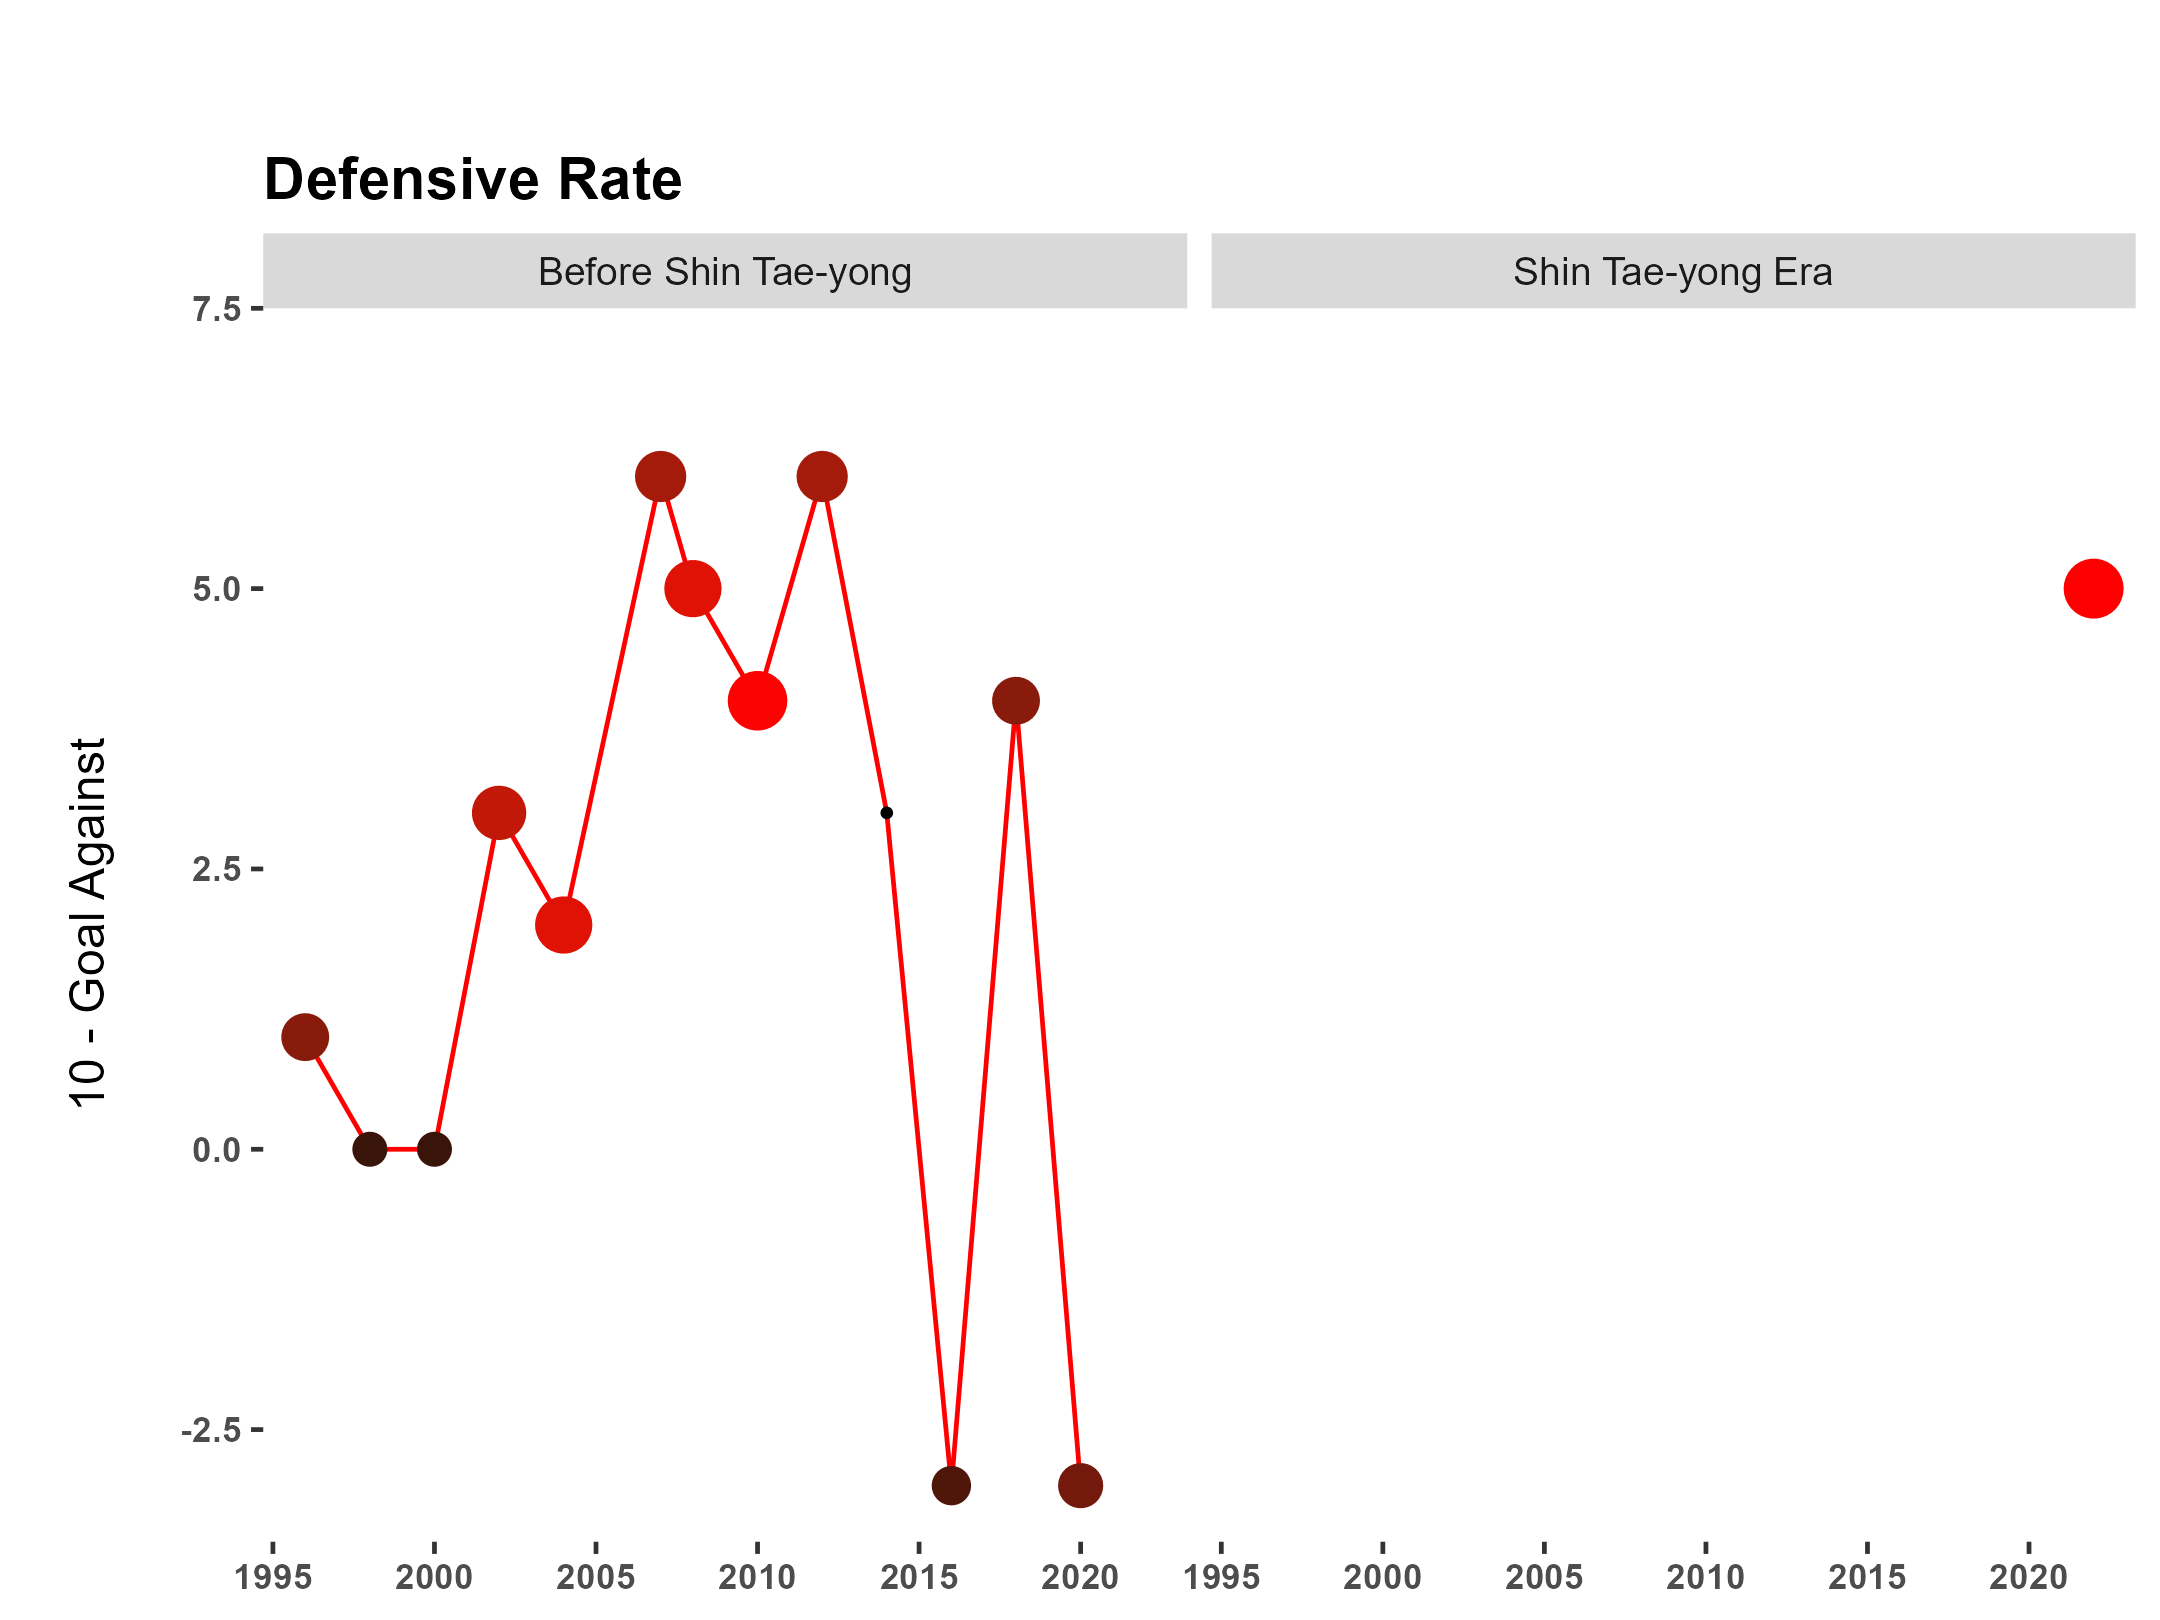 Defensive Rate
Before Shin Tae-yong
Shin Tae-yong Era
10 - Goal Against
7.5
5.0
2.5
0.0
-2.5
1995 2000 2005 2010 2015 2020 1995 2000 2005 2010 2015 2020